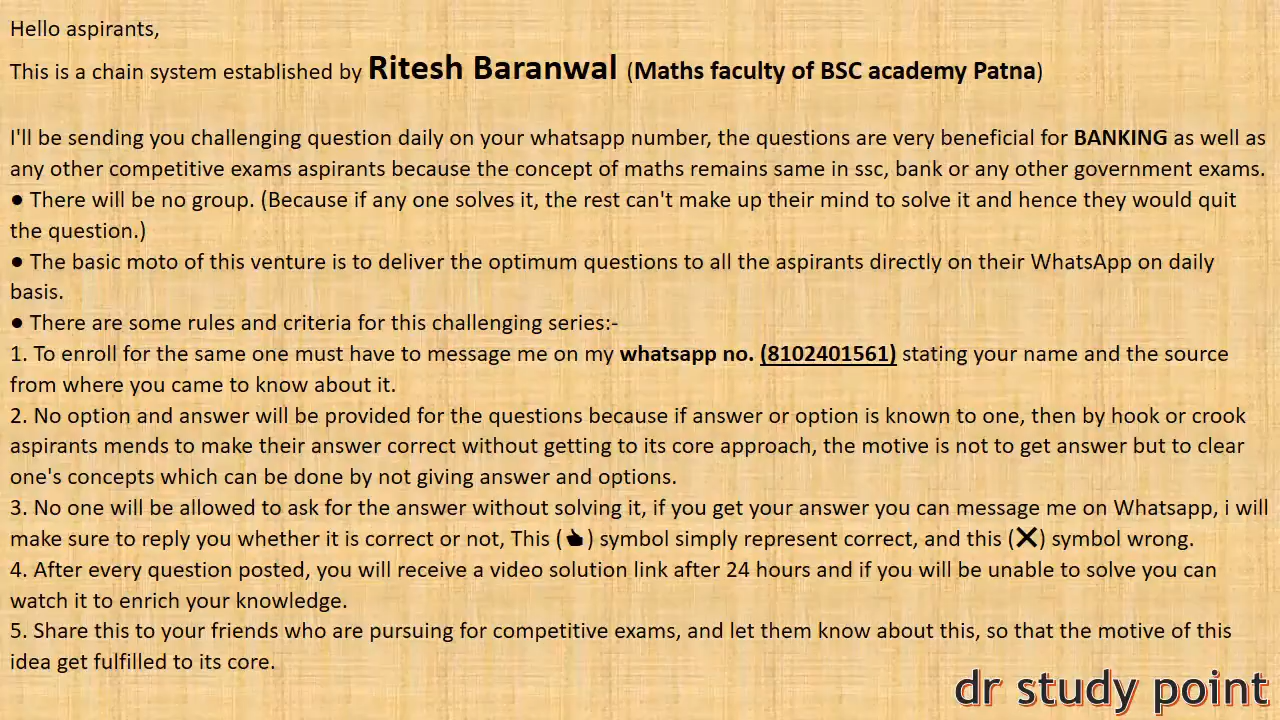 Hello aspirants,
This is a chain system established by Ritesh Baranwal (Maths faculty of BSC academy Patna)
I'll be sending you challenging question daily on your whatsapp number, the questions are very beneficial for BANKING as well as
any other competitive exams aspirants because the concept of maths remains same in ssc, bank or any other government exams.
● There will be no group. (Because if any one solves it, the rest can't make up their mind to solve it and hence they would quit
the question.)
● The basic moto of this venture is to deliver the optimum questions to all the aspirants directly on their WhatsApp on daily
basis.
● There are some rules and criteria for this challenging series:-
1. To enroll for the same one must have to message me on my whatsapp no. (8102401561) stating your name and the source
from where you came to know about it.
2. No option and answer will be provided for the questions because if answer or option is known to one, then by hook or crook
aspirants mends to make their answer correct without getting to its core approach, the motive is not to get answer but to clear
one's concepts which can be done by not giving answer and options.
3. No one will be allowed to ask for the answer without solving it, if you get your answer you can message me on Whatsapp, i will
make sure to reply you whether it is correct or not, This (👍) symbol simply represent correct, and this (❌) symbol wrong.
4. After every question posted, you will receive a video solution link after 24 hours and if you will be unable to solve you can
watch it to enrich your knowledge.
5. Share this to your friends who are pursuing for competitive exams, and let them know about this, so that the motive of this
idea get fulfilled to its core.
dr study point